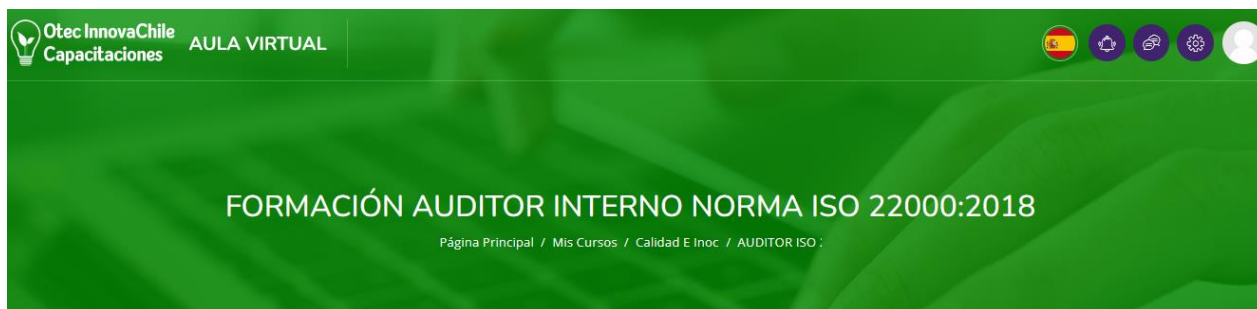 Otec InnovaChile
Capacitaciones
AULA VIRTUAL
FORMACIÓN AUDITOR INTERNO NORMA ISO 22000:2018
Página Principal / Mis Cursos / Calidad E Inoc / AUDITOR ISO